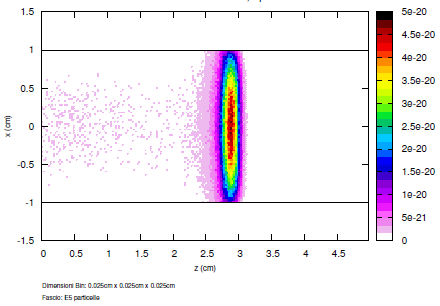 1.5
1
0.5
0
-0.5
-1
-1.5
x (cm)
0 0.5 1 1.5 2 2.5 3 3.5 4 4.5
z (cm)
5e-20
4.5e-20
4e-20
3.5e-20
3e-20
2.5e-20
2e-20
1.5e-20
1e-20
5e-21
0
Dimensioni Bin: 0.025cm x 0.025cm x 0.025cm
Fascio: E5 particelle